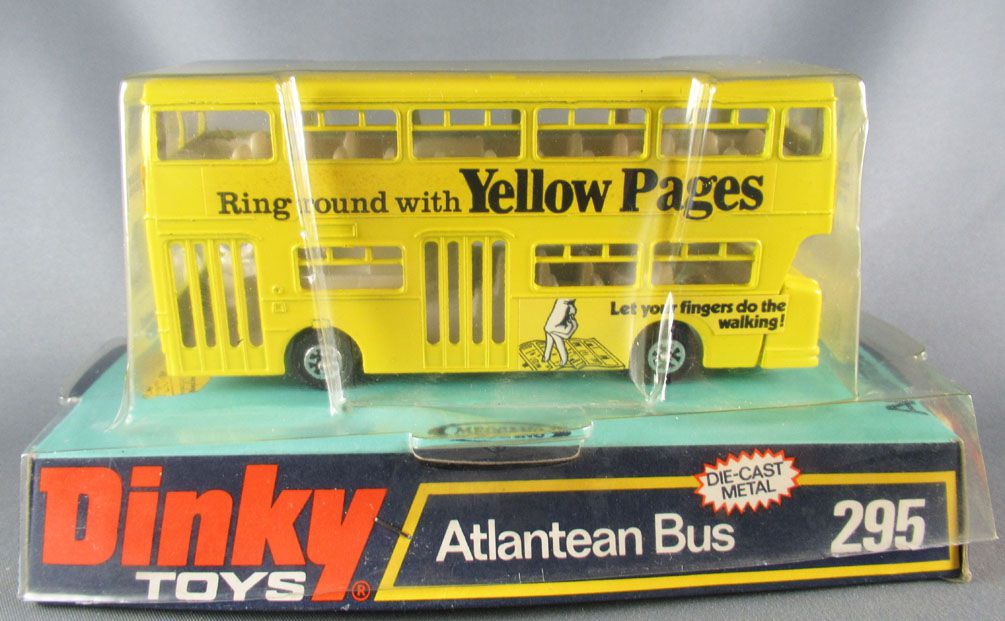 Ring round with Yellow Pages
Let your fingers do the
walking!
MECCANO
Dinky
TOYS®
Atlantean Bus
DIE-CAST
METAL
295